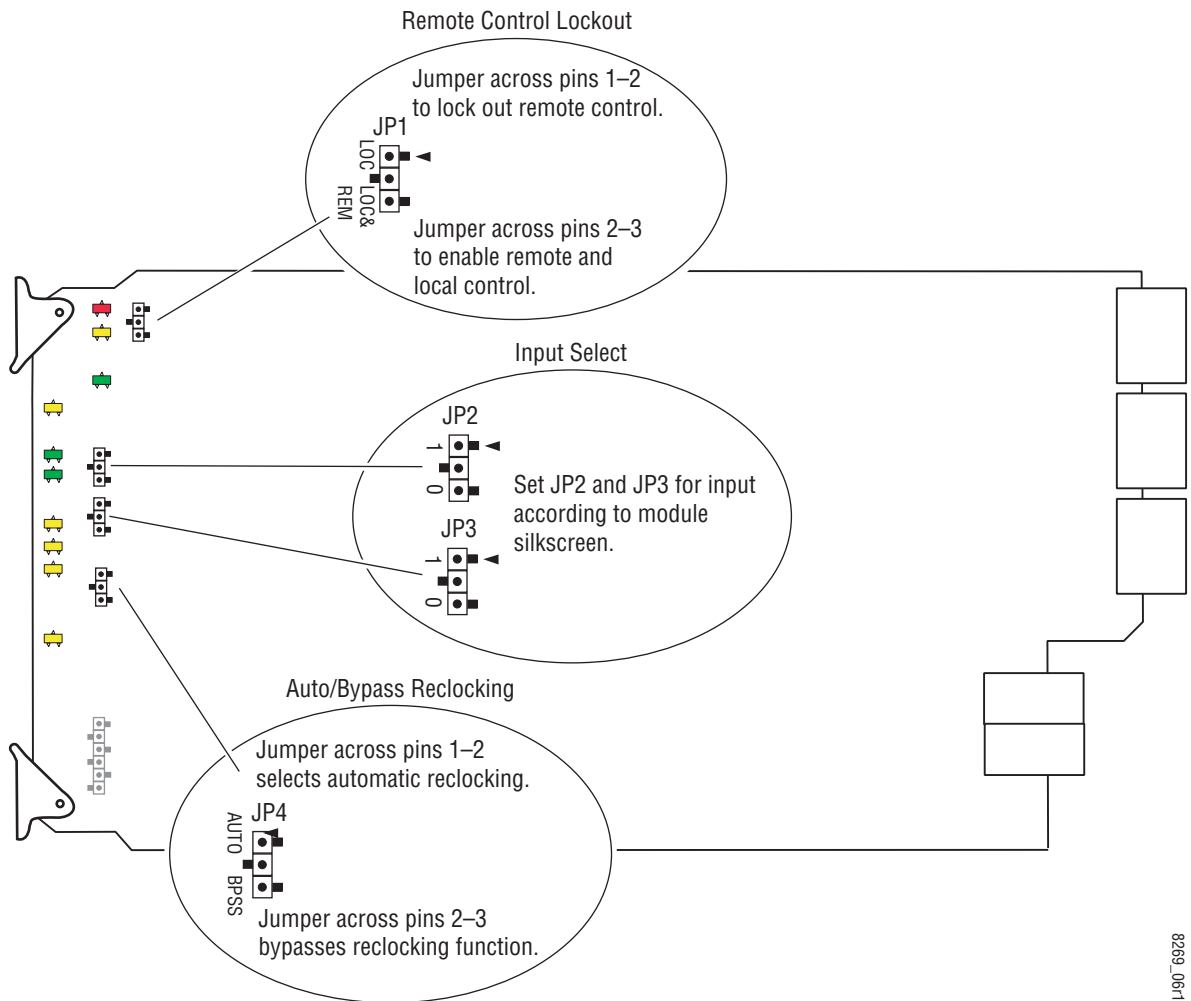 Remote Control Lockout
Jumper across pins 1–2
to lock out remote control.
JP1
LOC
LOC&
REM
Jumper across pins 2–3
to enable remote and
local control.
Input Select
JP2
1
0
Set JP2 and JP3 for input
according to module
silkscreen.
JP3
1
0
Auto/Bypass Reclocking
Jumper across pins 1–2
selects automatic reclocking.
JP4
AUTO
BPSS
Jumper across pins 2–3
bypasses reclocking function.
8269_06r1